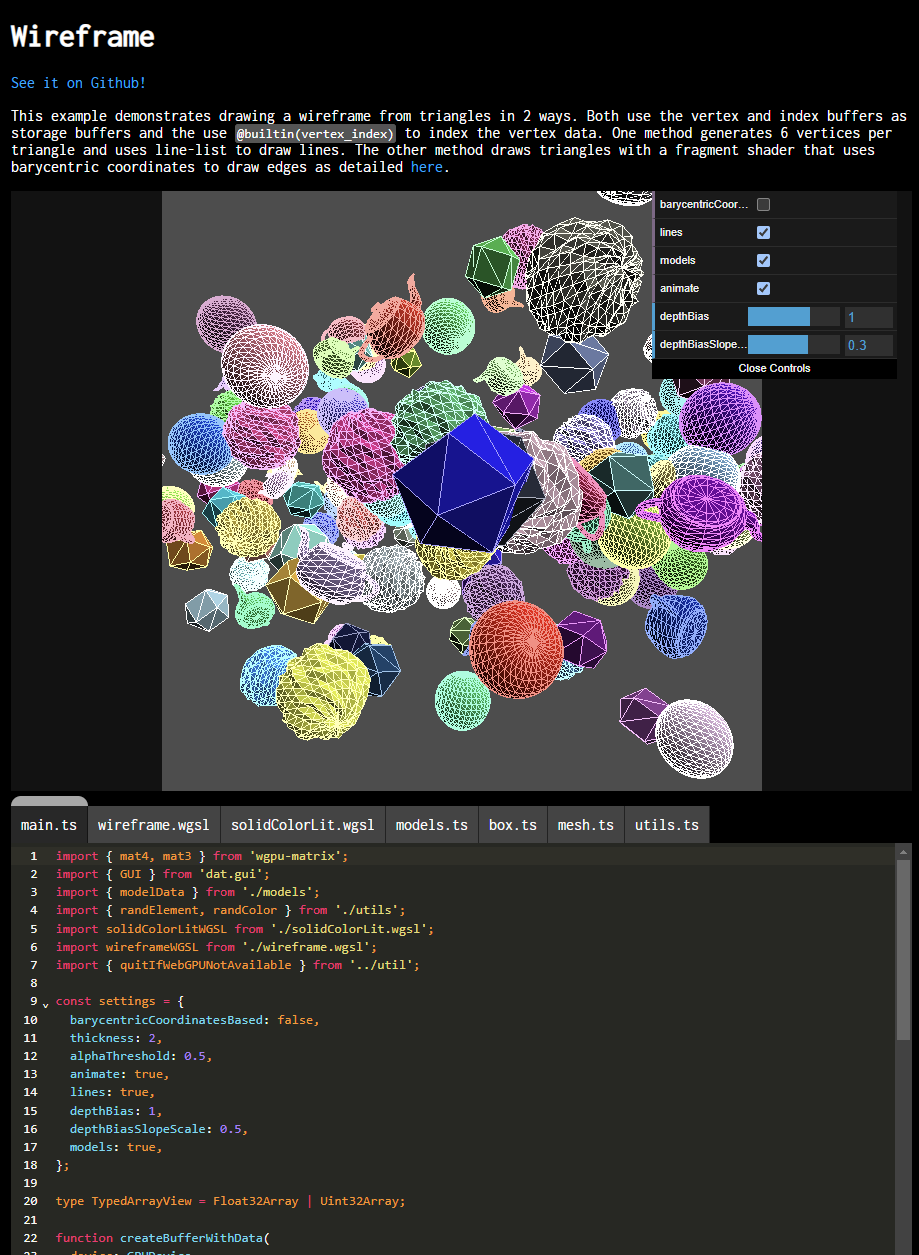 Wireframe
See it on Github!
This example demonstrates drawing a wireframe from triangles in 2 ways. Both use the vertex and index buffers as
storage buffers and the use @builtin(vertex_index) to index the vertex data. One method generates 6 vertices per
triangle and uses line-list to draw lines. The other method draws triangles with a fragment shader that uses
barycentric coordinates to draw edges as detailed here.
barycentricCoor...
lines
models
animate
depthBias 1
depthBiasSlope... 0.3
Close Controls
main.ts wireframe.wgsl solidColorLit.wgsl models.ts box.ts mesh.ts utils.ts
1 import { mat4, mat3 } from 'wgpu-matrix';
2 import { GUI } from 'dat.gui';
3 import { modelData } from './models';
4 import { randElement, randColor } from './utils';
5 import solidColorLitWGSL from './solidColorLit.wgsl';
6 import wireframeWGSL from './wireframe.wgsl';
7 import { quitIfWebGPUNotAvailable } from '../util';
8
9 const settings = {
10 barycentricCoordinatesBased: false,
11 thickness: 2,
12 alphaThreshold: 0.5,
13 animate: true,
14 lines: true,
15 depthBias: 1,
16 depthBiasSlopeScale: 0.5,
17 models: true,
18 };
19
20 type TypedArrayView = Float32Array | Uint32Array;
21
22 function createBufferWithData(
23 device: GPUDevice,